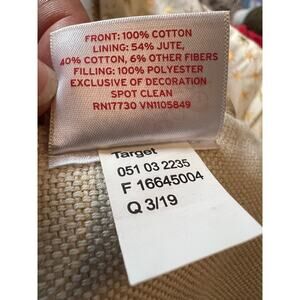 FRONT: 100% COTTON
LINING: 54% JUTE,
40% COTTON, 6% OTHER FIBERS
FILLING: 100% POLYESTER
EXCLUSIVE OF DECORATION
SPOT CLEAN
RN17730 VN1105849
Target
051 03 2235
F 16645004
Q 3/19